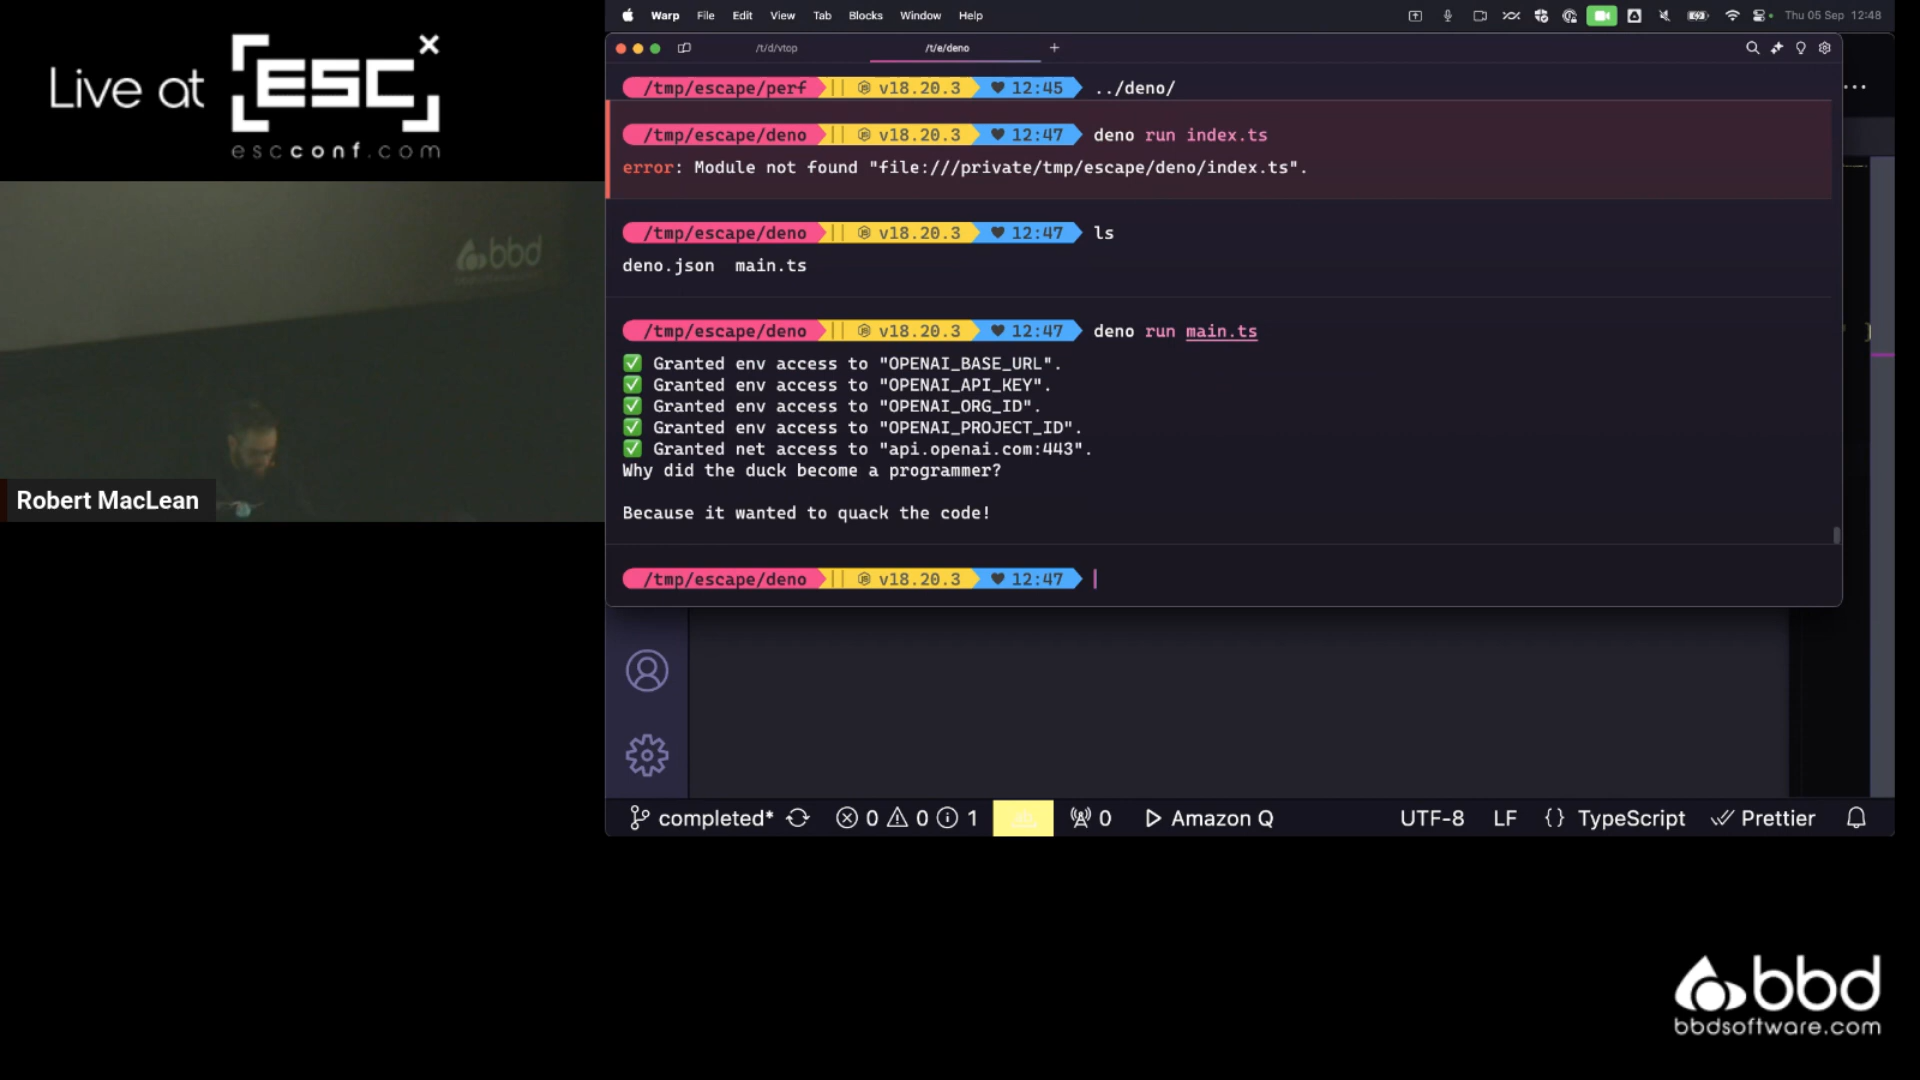 Live at ESC
escconf.com
bbd
Robert MacLean
Warp File Edit View Tab Blocks Window Help
Thu 05 Sep 12:48
/t/d/vtop
/t/e/deno
/tmp/escape/perf v18.20.3 12:45 ../deno/
/tmp/escape/deno v18.20.3 12:47 deno run index.ts
error: Module not found "file:///private/tmp/escape/deno/index.ts".
/tmp/escape/deno v18.20.3 12:47 ls
deno.json main.ts
/tmp/escape/deno v18.20.3 12:47 deno run main.ts
✅ Granted env access to "OPENAI_BASE_URL".
✅ Granted env access to "OPENAI_API_KEY".
✅ Granted env access to "OPENAI_ORG_ID".
✅ Granted env access to "OPENAI_PROJECT_ID".
✅ Granted net access to "api.openai.com:443".
Why did the duck become a programmer?
Because it wanted to quack the code!
/tmp/escape/deno v18.20.3 12:47
completed* 0 0 1 0 Amazon Q UTF-8 LF {} TypeScript Prettier
bbd
bbdsoftware.com